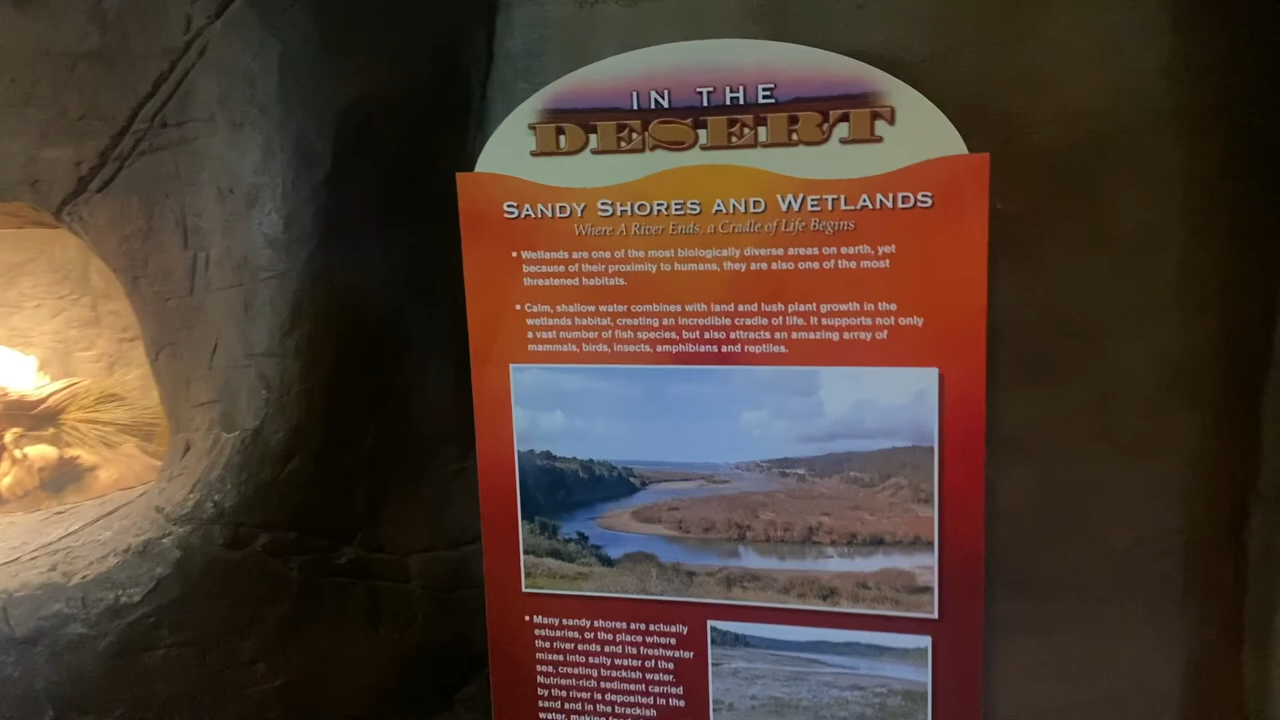 IN THE
DESERT
SANDY SHORES AND WETLANDS
Where A River Ends, a Cradle of Life Begins
▪ Wetlands are one of the most biologically diverse areas on earth, yet
because of their proximity to humans, they are also one of the most
threatened habitats.
▪ Calm, shallow water combines with land and lush plant growth in the
wetlands habitat, creating an incredible cradle of life. It supports not only
a vast number of fish species, but also attracts an amazing array of
mammals, birds, insects, amphibians and reptiles.
▪ Many sandy shores are actually
estuaries, or the place where
the river ends and its freshwater
mixes into salty water of the
sea, creating brackish water.
Nutrient-rich sediment carried
by the river is deposited in the
sand and in the brackish
water, making